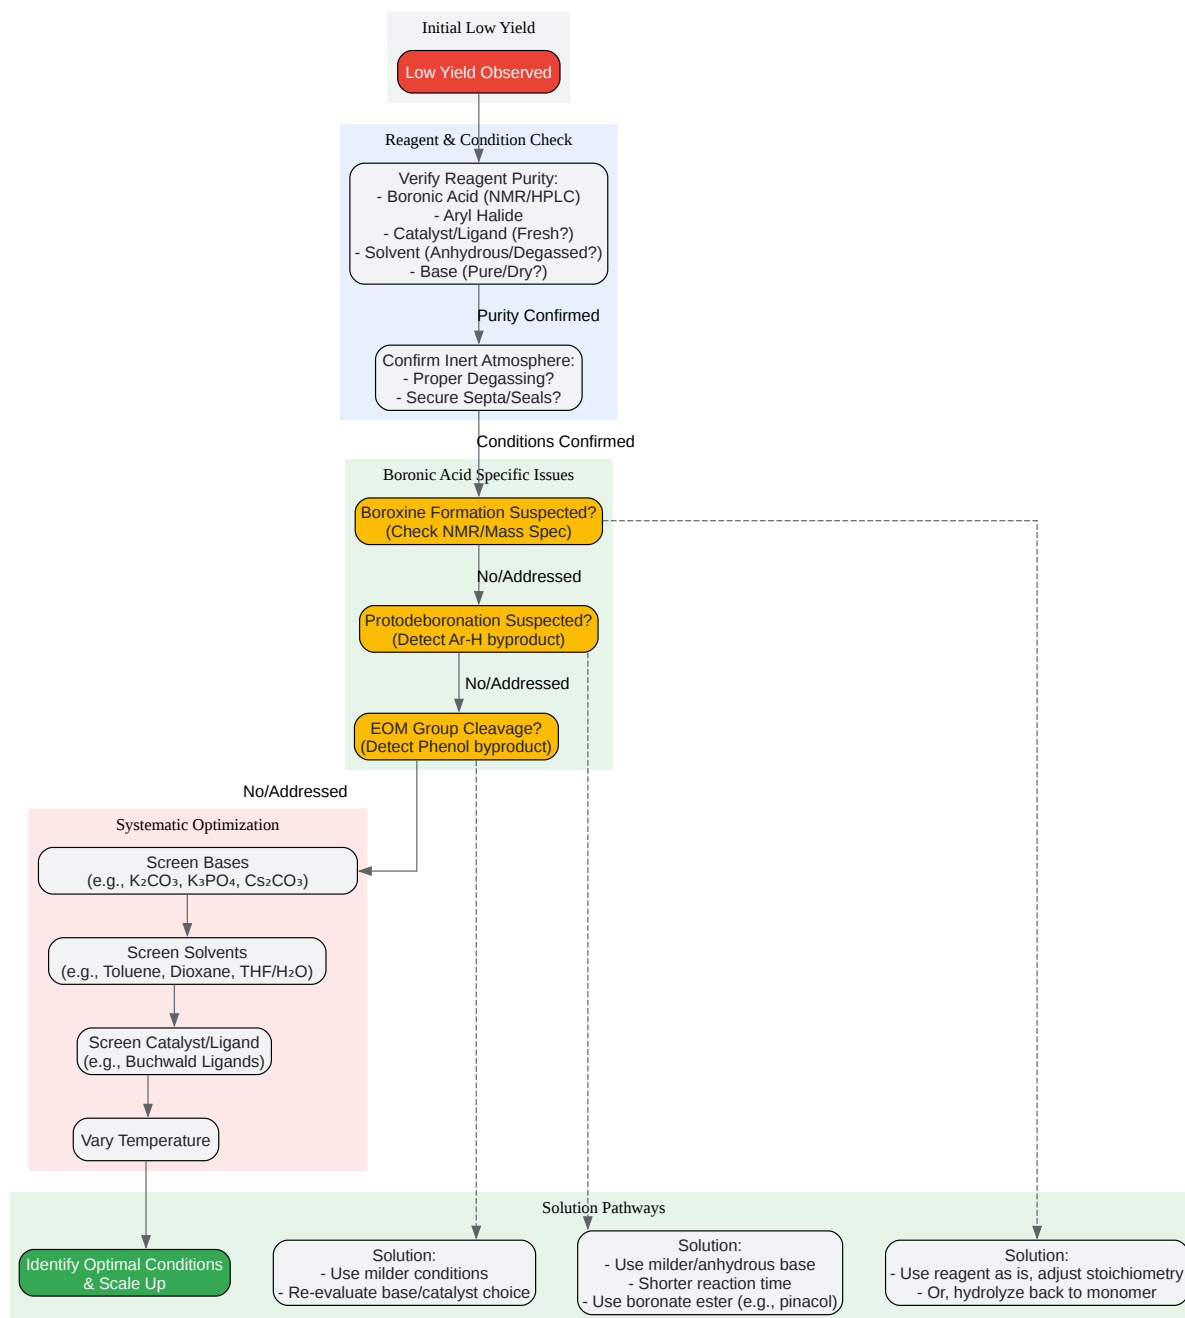 Initial Low Yield
Low Yield Observed
Reagent & Condition Check
Verify Reagent Purity:
- Boronic Acid (NMR/HPLC)
- Aryl Halide
- Catalyst/Ligand (Fresh?)
- Solvent (Anhydrous/Degassed?)
- Base (Pure/Dry?)
Purity Confirmed
Confirm Inert Atmosphere:
- Proper Degassing?
- Secure Septa/Seals?
Conditions Confirmed
Boronic Acid Specific Issues
Boroxine Formation Suspected?
(Check NMR/Mass Spec)
No/Addressed
Protodeboronation Suspected?
(Detect Ar-H byproduct)
No/Addressed
EOM Group Cleavage?
(Detect Phenol byproduct)
No/Addressed
Systematic Optimization
Screen Bases
(e.g., K₂CO₃, K₃PO₄, Cs₂CO₃)
Screen Solvents
(e.g., Toluene, Dioxane, THF/H₂O)
Screen Catalyst/Ligand
(e.g., Buchwald Ligands)
Vary Temperature
Solution Pathways
Identify Optimal Conditions
& Scale Up
Solution:
- Use milder conditions
- Re-evaluate base/catalyst choice
Solution:
- Use milder/anhydrous base
- Shorter reaction time
- Use boronate ester (e.g., pinacol)
Solution:
- Use reagent as is, adjust stoichiometry
- Or, hydrolyze back to monomer